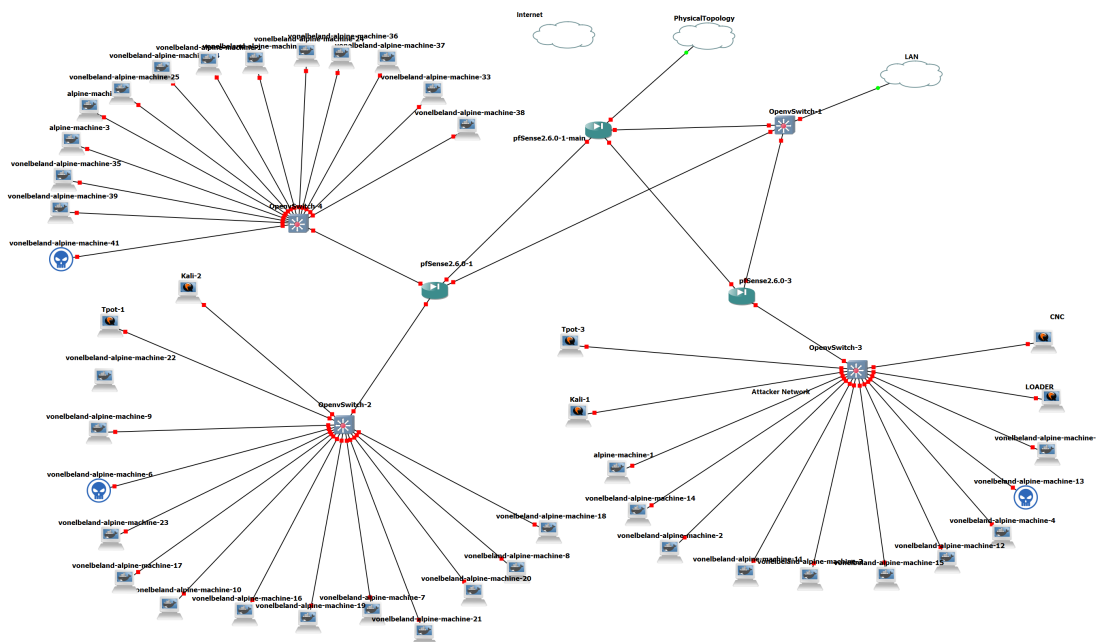 Internet
PhysicalTopology
LAN
OpenvSwitch-1
pfSense2.6.0-1-main
vonelbeland-alpine-machine-36
vonelbeland-alpine-machine-37
vonelbeland-alpine-machine-25
vonelbeland-alpine-machine-33
alpine-machi
vonelbeland-alpine-machine-38
alpine-machine-3
vonelbeland-alpine-machine-35
vonelbeland-alpine-machine-39
OpenvSwitch-4
vonelbeland-alpine-machine-41
pfSense2.6.0-1
pfSense2.6.0-3
Kali-2
Tpot-1
vonelbeland-alpine-machine-22
OpenvSwitch-2
vonelbeland-alpine-machine-9
vonelbeland-alpine-machine-6
vonelbeland-alpine-machine-23
vonelbeland-alpine-machine-17
vonelbeland-alpine-machine-18
vonelbeland-alpine-machine-8
vonelbeland-alpine-machine-20
vonelbeland-alpine-machine-16
vonelbeland-alpine-machine-19
vonelbeland-alpine-machine-7
vonelbeland-alpine-machine-21
CNC
Tpot-3
OpenvSwitch-3
Attacker Network
LOADER
Kali-1
vonelbeland-alpine-machine-
alpine-machine-1
vonelbeland-alpine-machine-13
vonelbeland-alpine-machine-14
vonelbeland-alpine-machine-4
vonelbeland-alpine-machine-2
vonelbeland-alpine-machine-12
vonelbeland-alpine-machine-15